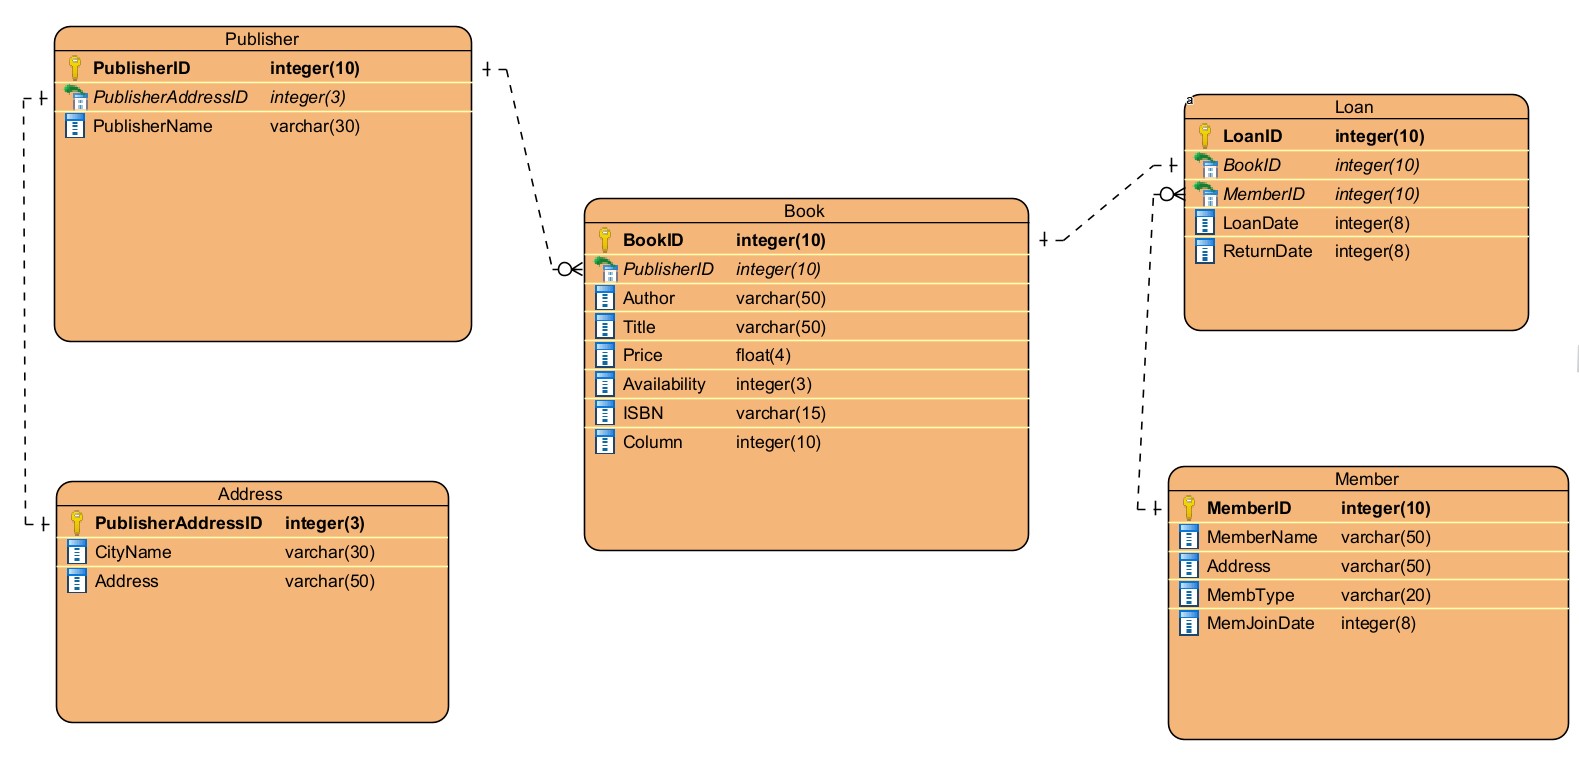 Publisher
PublisherID integer(10)
PublisherAddressID integer(3)
PublisherName varchar(30)
Address
PublisherAddressID integer(3)
CityName varchar(30)
Address varchar(50)
Book
BookID integer(10)
PublisherID integer(10)
Author varchar(50)
Title varchar(50)
Price float(4)
Availability integer(3)
ISBN varchar(15)
Column integer(10)
a
Loan
LoanID integer(10)
BookID integer(10)
MemberID integer(10)
LoanDate integer(8)
ReturnDate integer(8)
Member
MemberID integer(10)
MemberName varchar(50)
Address varchar(50)
MembType varchar(20)
MemJoinDate integer(8)